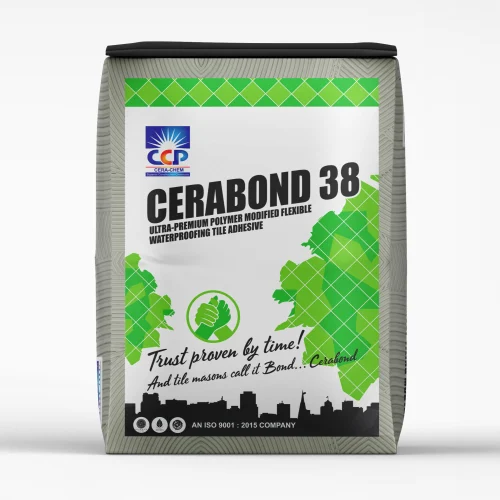 CCP
CERA-CHEM
CERABOND 38
ULTRA-PREMIUM POLYMER MODIFIED FLEXIBLE
WATERPROOFING TILE ADHESIVE
Trust proven by time!
And tile masons call it Bond... Cerabond
AN ISO 9001 : 2015 COMPANY